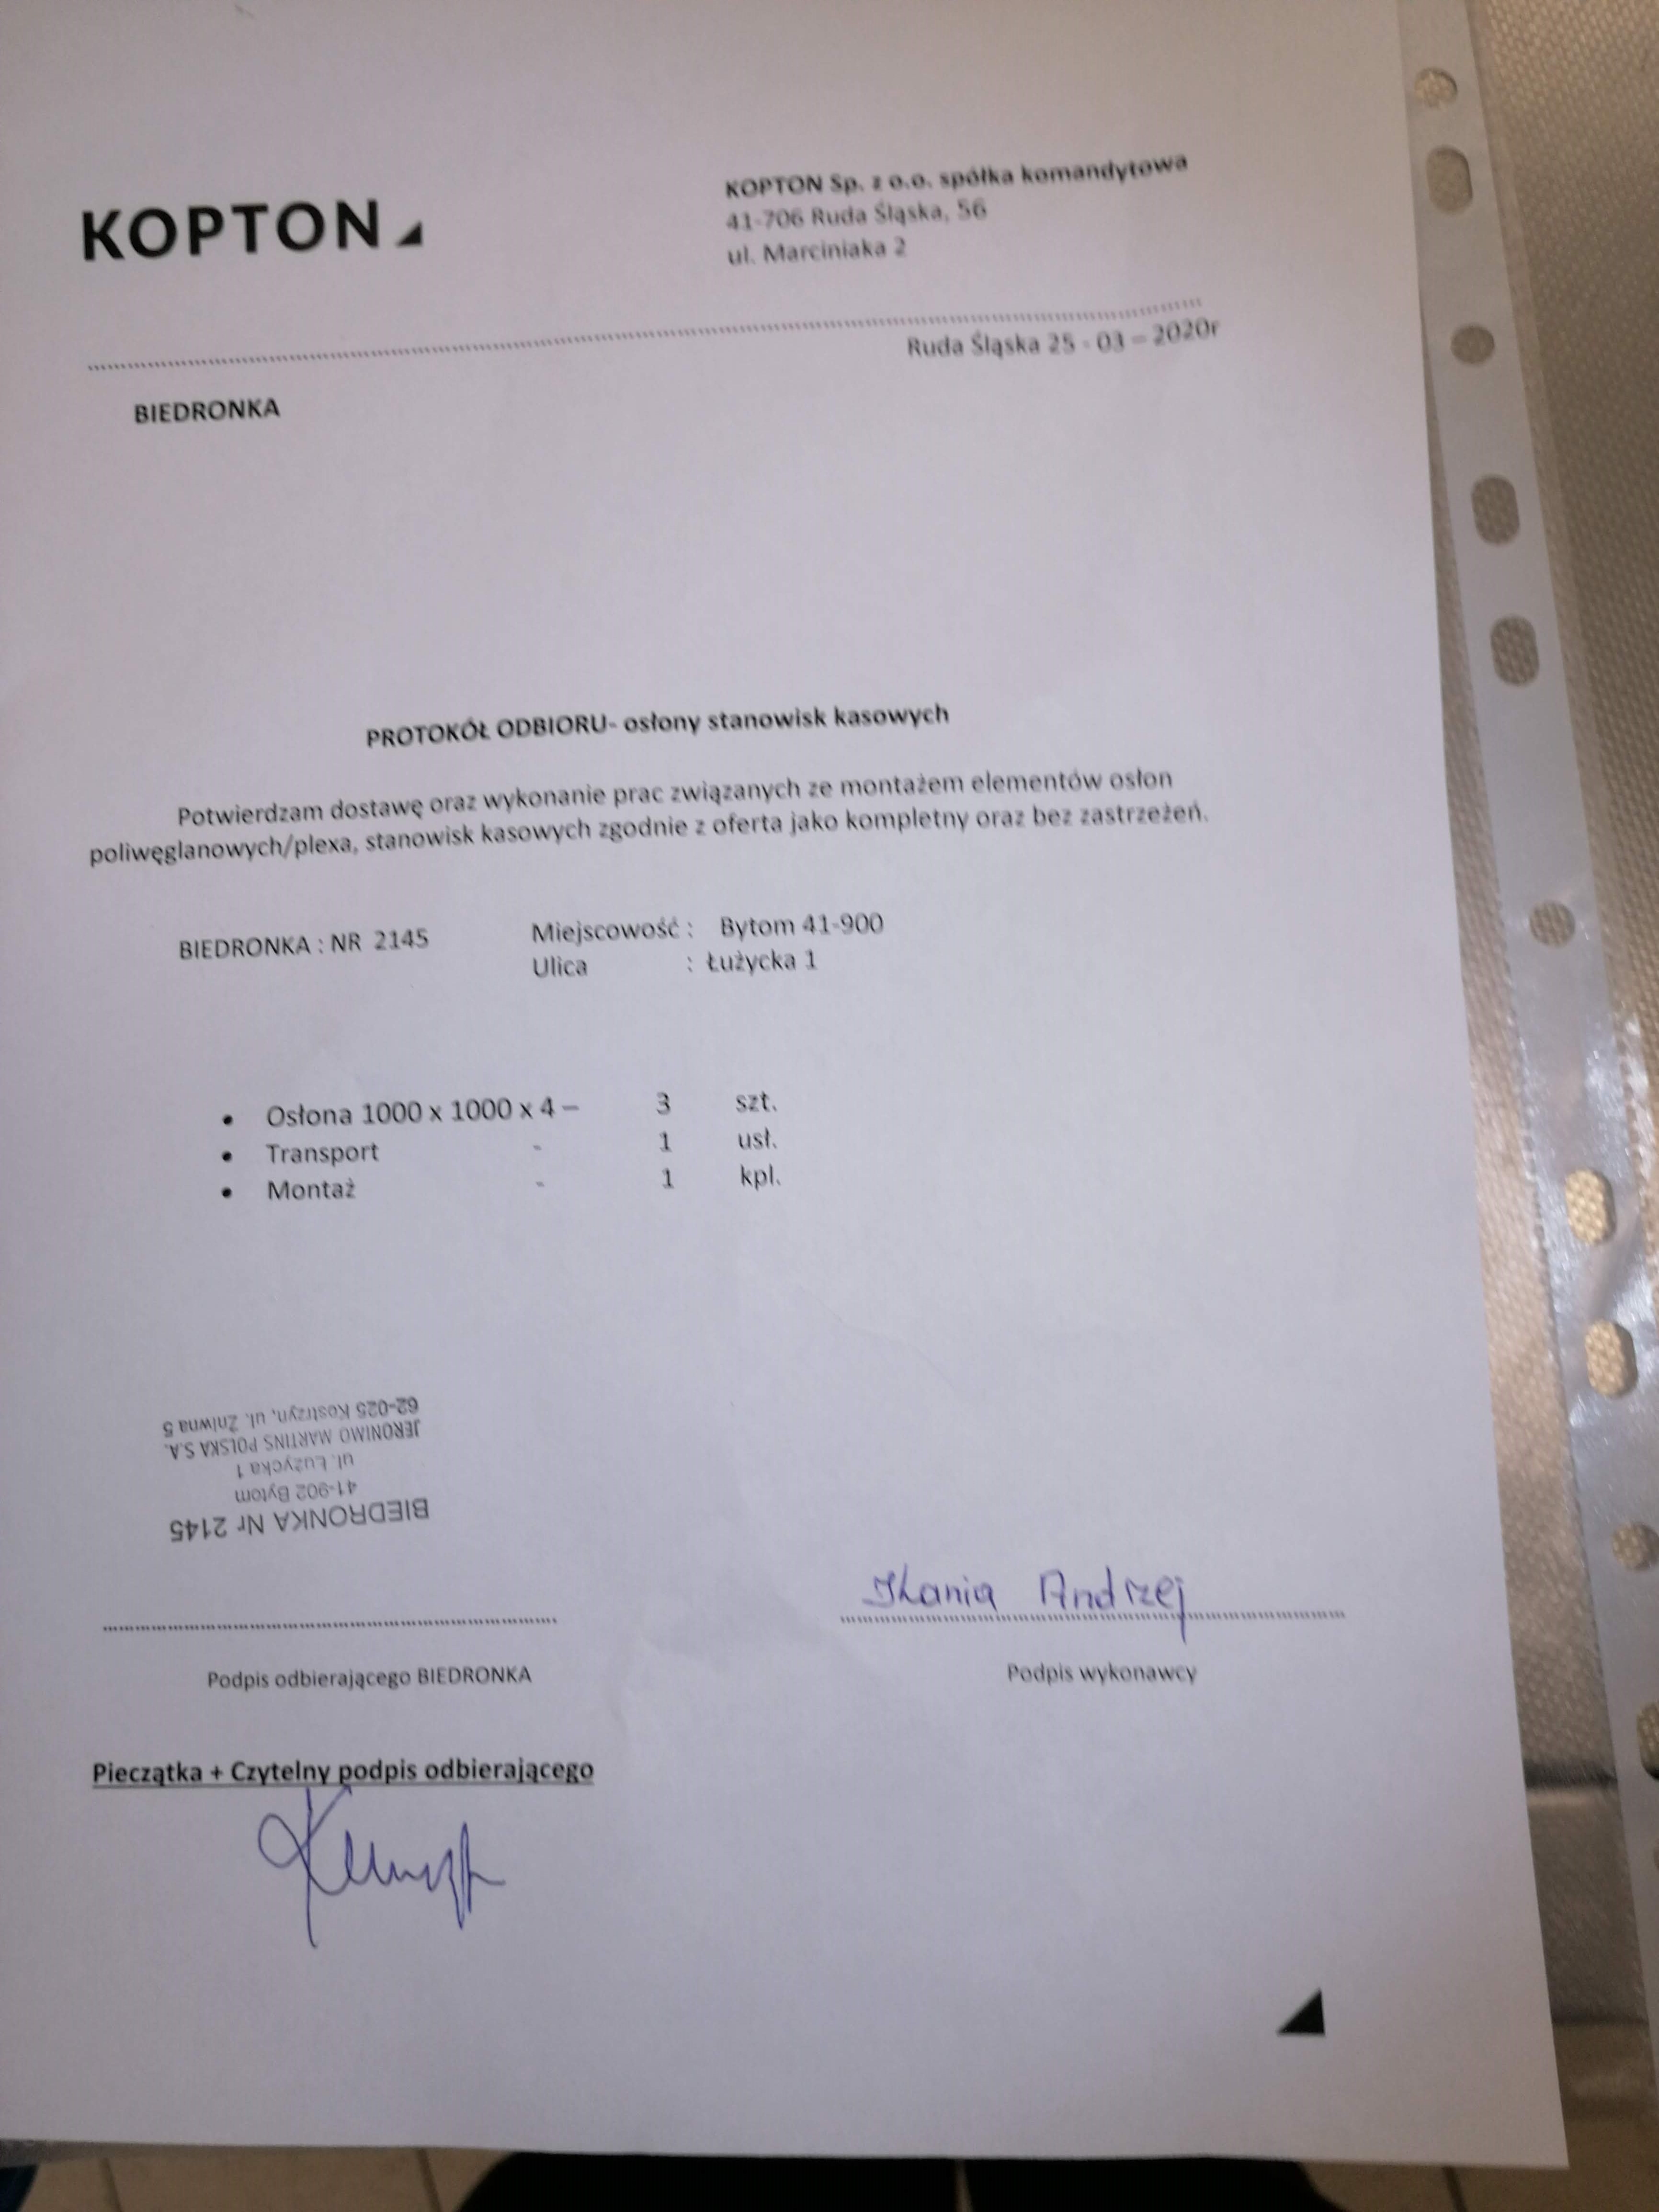 KOPTON
KOPTON Sp. z o.o. spółka komandytowa
41-706 Ruda Śląska, 56
ul. Marciniaka 2
Ruda Śląska 25 - 03 – 2020r
BIEDRONKA
PROTOKÓŁ ODBIORU- osłony stanowisk kasowych
Potwierdzam dostawę oraz wykonanie prac związanych ze montażem elementów osłon
poliwęglanowych/plexa, stanowisk kasowych zgodnie z oferta jako kompletny oraz bez zastrzeżeń.
BIEDRONKA : NR 2145
Miejscowość : Bytom 41-900
Ulica : Łużycka 1
• Osłona 1000 x 1000 x 4 – 3 szt.
• Transport - 1 usł.
• Montaż - 1 kpl.
BIEDRONKA Nr 2145
41-902 Bytom
ul. Łużycka 1
JERONIMO MARTINS POLSKA S.A.
62-025 Kostrzyn, ul. Żniwna 5
Andrzej
Podpis odbierającego BIEDRONKA
Podpis wykonawcy
Pieczątka + Czytelny podpis odbierającego